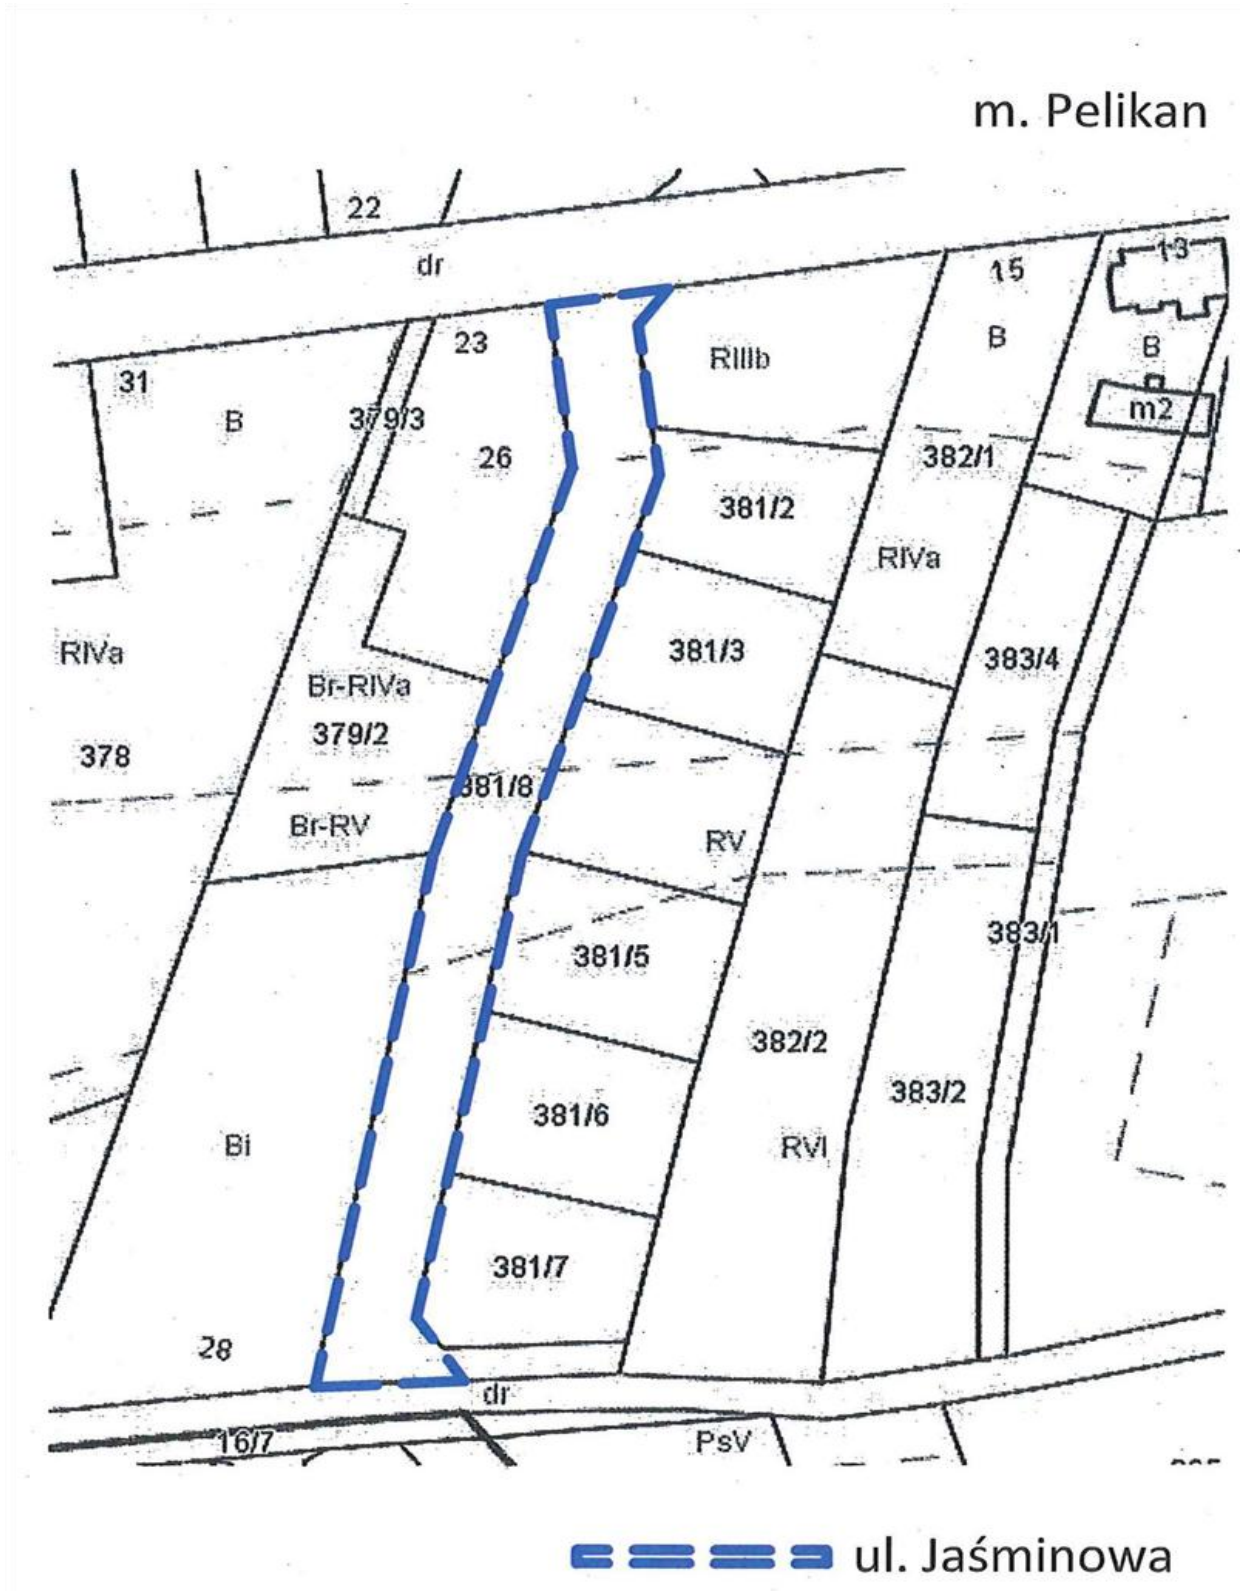 m. Pelikan
22
dr
15
13
23
B
RIIIb
B
31
B
379/3
m2
26
382/1
381/2
RIVa
RIVa
381/3
383/4
Br-RIVa
379/2
378
381/8
Br-RV
RV
383/1
381/5
382/2
383/2
381/6
Bi
RVI
381/7
28
dr
16/7
PsV
ul. Jaśminowa